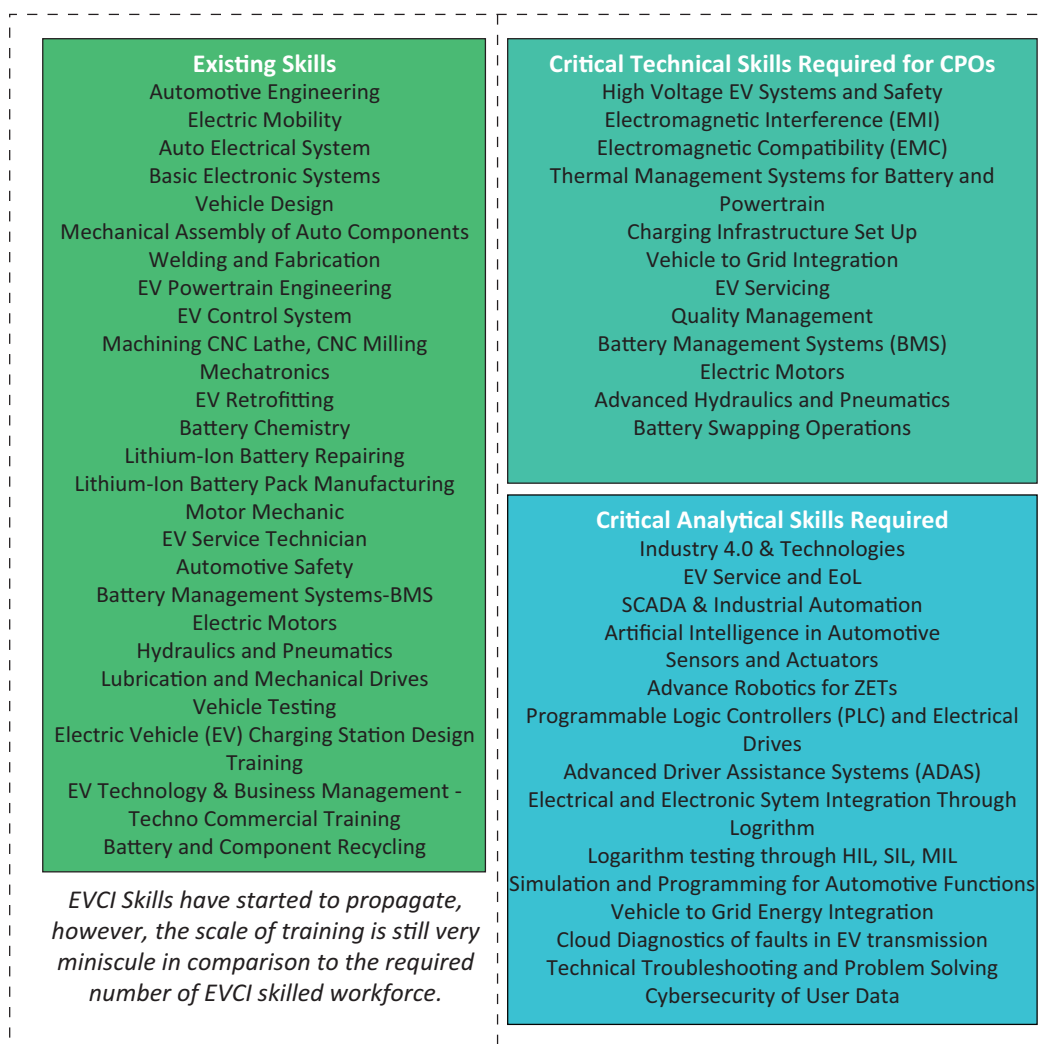 Existing Skills
Automotive Engineering
Electric Mobility
Auto Electrical System
Basic Electronic Systems
Vehicle Design
Mechanical Assembly of Auto Components
Welding and Fabrication
EV Powertrain Engineering
EV Control System
Machining CNC Lathe, CNC Milling
Mechatronics
EV Retrofitting
Battery Chemistry
Lithium-Ion Battery Repairing
Lithium-Ion Battery Pack Manufacturing
Motor Mechanic
EV Service Technician
Automotive Safety
Battery Management Systems-BMS
Electric Motors
Hydraulics and Pneumatics
Lubrication and Mechanical Drives
Vehicle Testing
Electric Vehicle (EV) Charging Station Design
Training
EV Technology & Business Management -
Techno Commercial Training
Battery and Component Recycling
EVCI Skills have started to propagate,
however, the scale of training is still very
miniscule in comparison to the required
number of EVCI skilled workforce.
Critical Technical Skills Required for CPOs
High Voltage EV Systems and Safety
Electromagnetic Interference (EMI)
Electromagnetic Compatibility (EMC)
Thermal Management Systems for Battery and
Powertrain
Charging Infrastructure Set Up
Vehicle to Grid Integration
EV Servicing
Quality Management
Battery Management Systems (BMS)
Electric Motors
Advanced Hydraulics and Pneumatics
Battery Swapping Operations
Critical Analytical Skills Required
Industry 4.0 & Technologies
EV Service and EoL
SCADA & Industrial Automation
Artificial Intelligence in Automotive
Sensors and Actuators
Advance Robotics for ZETs
Programmable Logic Controllers (PLC) and Electrical
Drives
Advanced Driver Assistance Systems (ADAS)
Electrical and Electronic Sytem Integration Through
Logrithm
Logarithm testing through HIL, SIL, MIL
Simulation and Programming for Automotive Functions
Vehicle to Grid Energy Integration
Cloud Diagnostics of faults in EV transmission
Technical Troubleshooting and Problem Solving
Cybersecurity of User Data